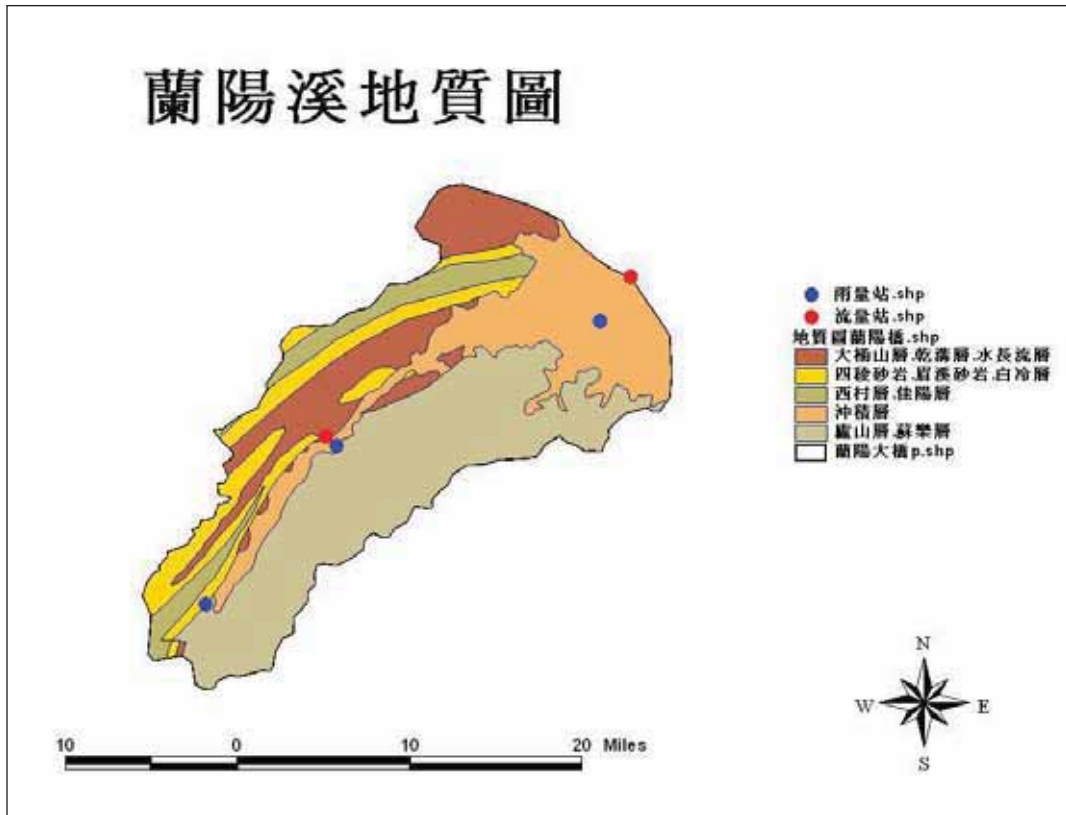 蘭陽溪地質圖
雨量站.shp
流量站.shp
地質圖蘭陽橋.shp
大桶山層.乾溝層.水長流層
四稜砂岩.眉溪砂岩.白冷層
西村層.佳陽層
沖積層
廬山層.蘇樂層
蘭陽大橋p.shp
N
W E
S
10 0 10 20 Miles